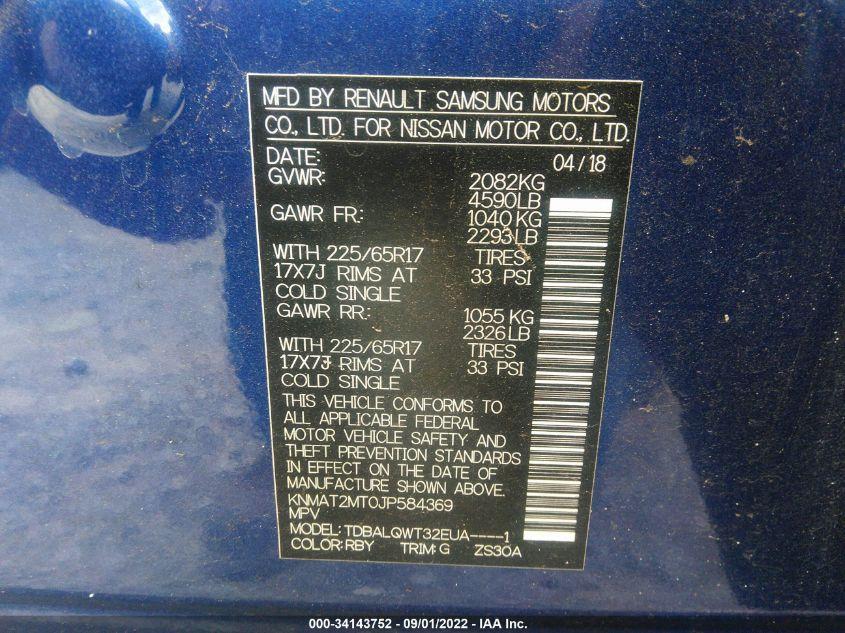 MFD BY RENAULT SAMSUNG MOTORS
CO., LTD. FOR NISSAN MOTOR CO., LTD.
DATE: 04/18
GVWR: 2082KG
4590LB
GAWR FR: 1040KG
2293LB
WITH 225/65R17 TIRES
17X7J RIMS AT 33 PSI
COLD SINGLE
GAWR RR: 1055KG
2326LB
WITH 225/65R17 TIRES
17X7J RIMS AT 33 PSI
COLD SINGLE
THIS VEHICLE CONFORMS TO
ALL APPLICABLE FEDERAL
MOTOR VEHICLE SAFETY AND
THEFT PREVENTION STANDARDS
IN EFFECT ON THE DATE OF
MANUFACTURE SHOWN ABOVE.
KNMAT2MT0JP584369
MPV
MODEL: TDBALQWT32EUA----1
COLOR: RBY TRIM: G ZS30A
000-34143752 - 09/01/2022 - IAA Inc.